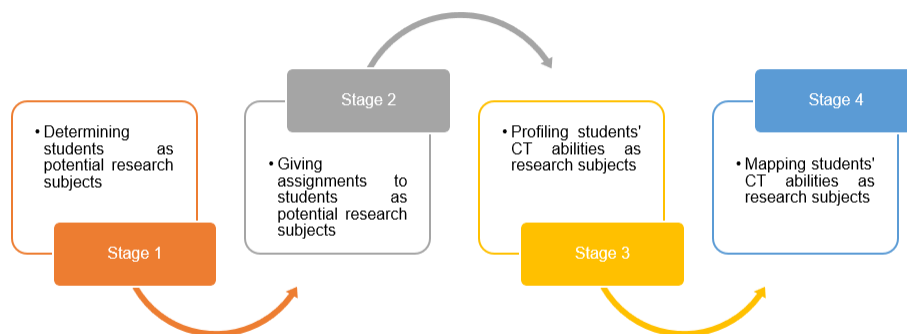 • Determining
students as
potential research
subjects
Stage 1
Stage 2
• Giving
assignments to
students as
potential research
subjects
• Profiling students'
CT abilities as
research subjects
Stage 3
Stage 4
• Mapping students'
CT abilities as
research subjects